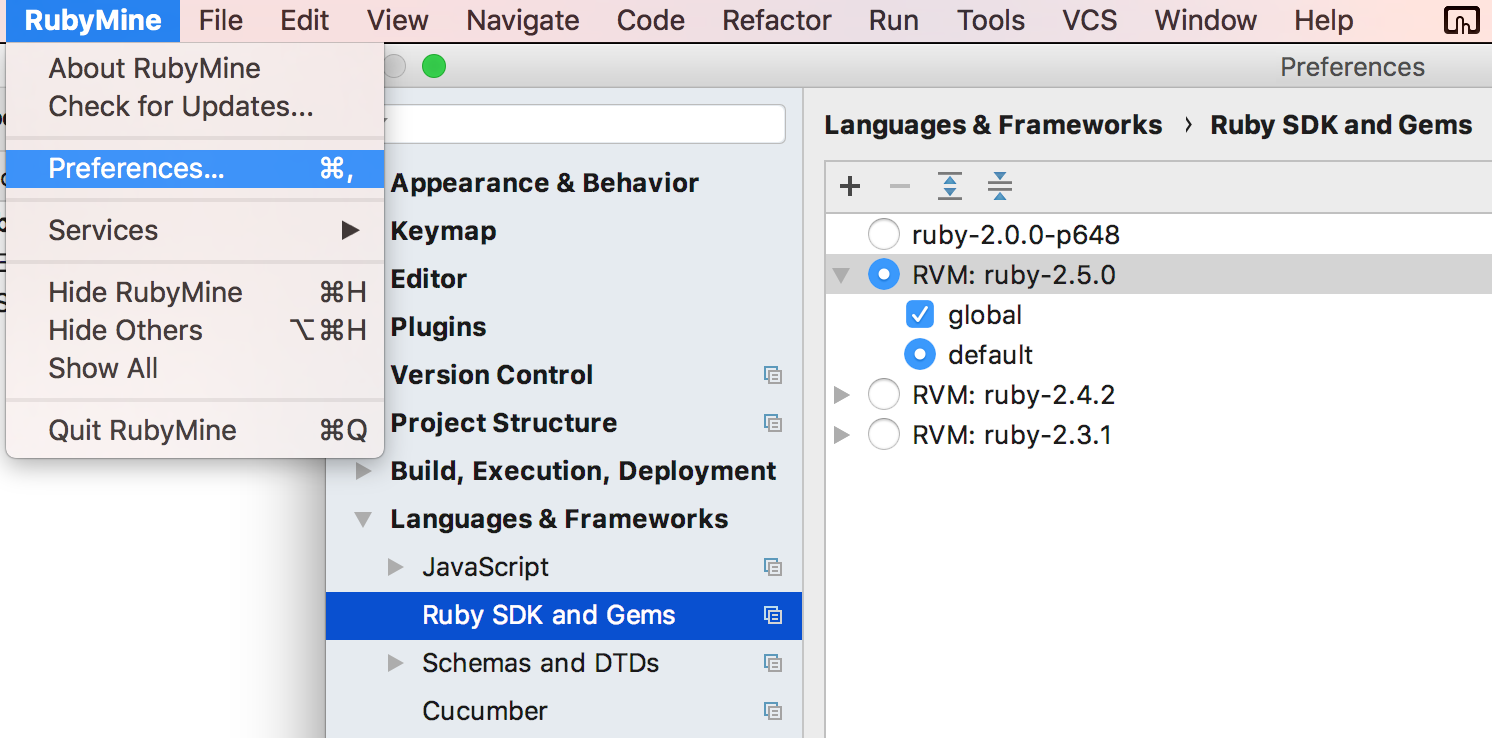 RubyMine File Edit View Navigate Code Refactor Run Tools VCS Window Help
About RubyMine
Check for Updates...
Preferences... ⌘,
Services ▶
Hide RubyMine ⌘H
Hide Others ⌥⌘H
Show All
Quit RubyMine ⌘Q
Preferences
Appearance & Behavior
Keymap
Editor
Plugins
Version Control
Project Structure
Build, Execution, Deployment
Languages & Frameworks
JavaScript
Ruby SDK and Gems
Schemas and DTDs
Cucumber
Languages & Frameworks › Ruby SDK and Gems
ruby-2.0.0-p648
RVM: ruby-2.5.0
global
default
RVM: ruby-2.4.2
RVM: ruby-2.3.1